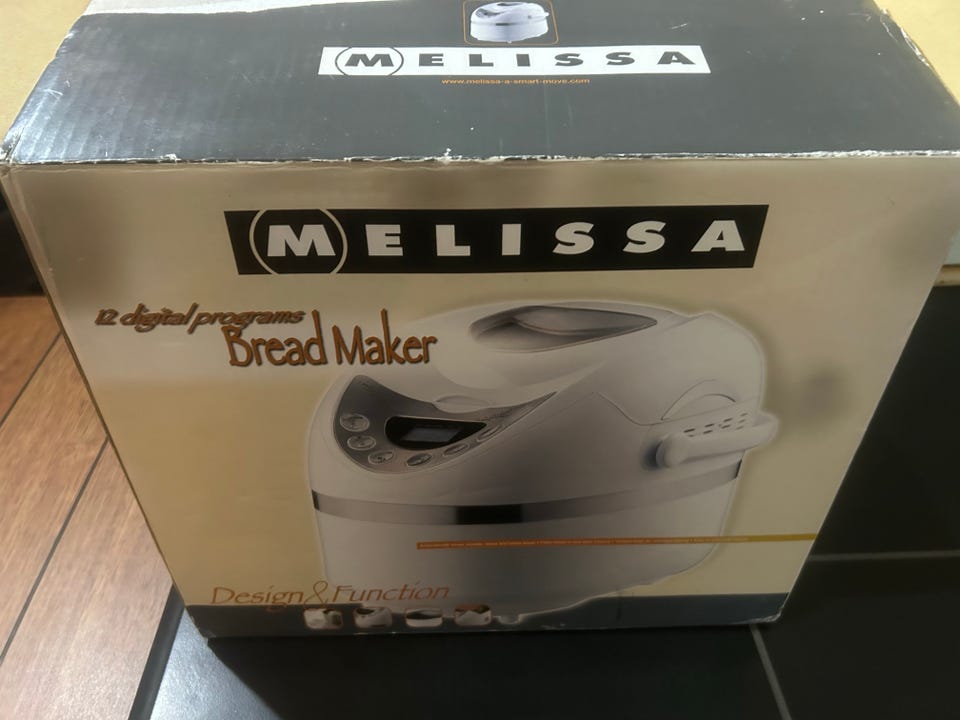 MELISSA
www.melissa-a-smart-move.com
MELISSA
12 digital programs
Bread Maker
Design & Function